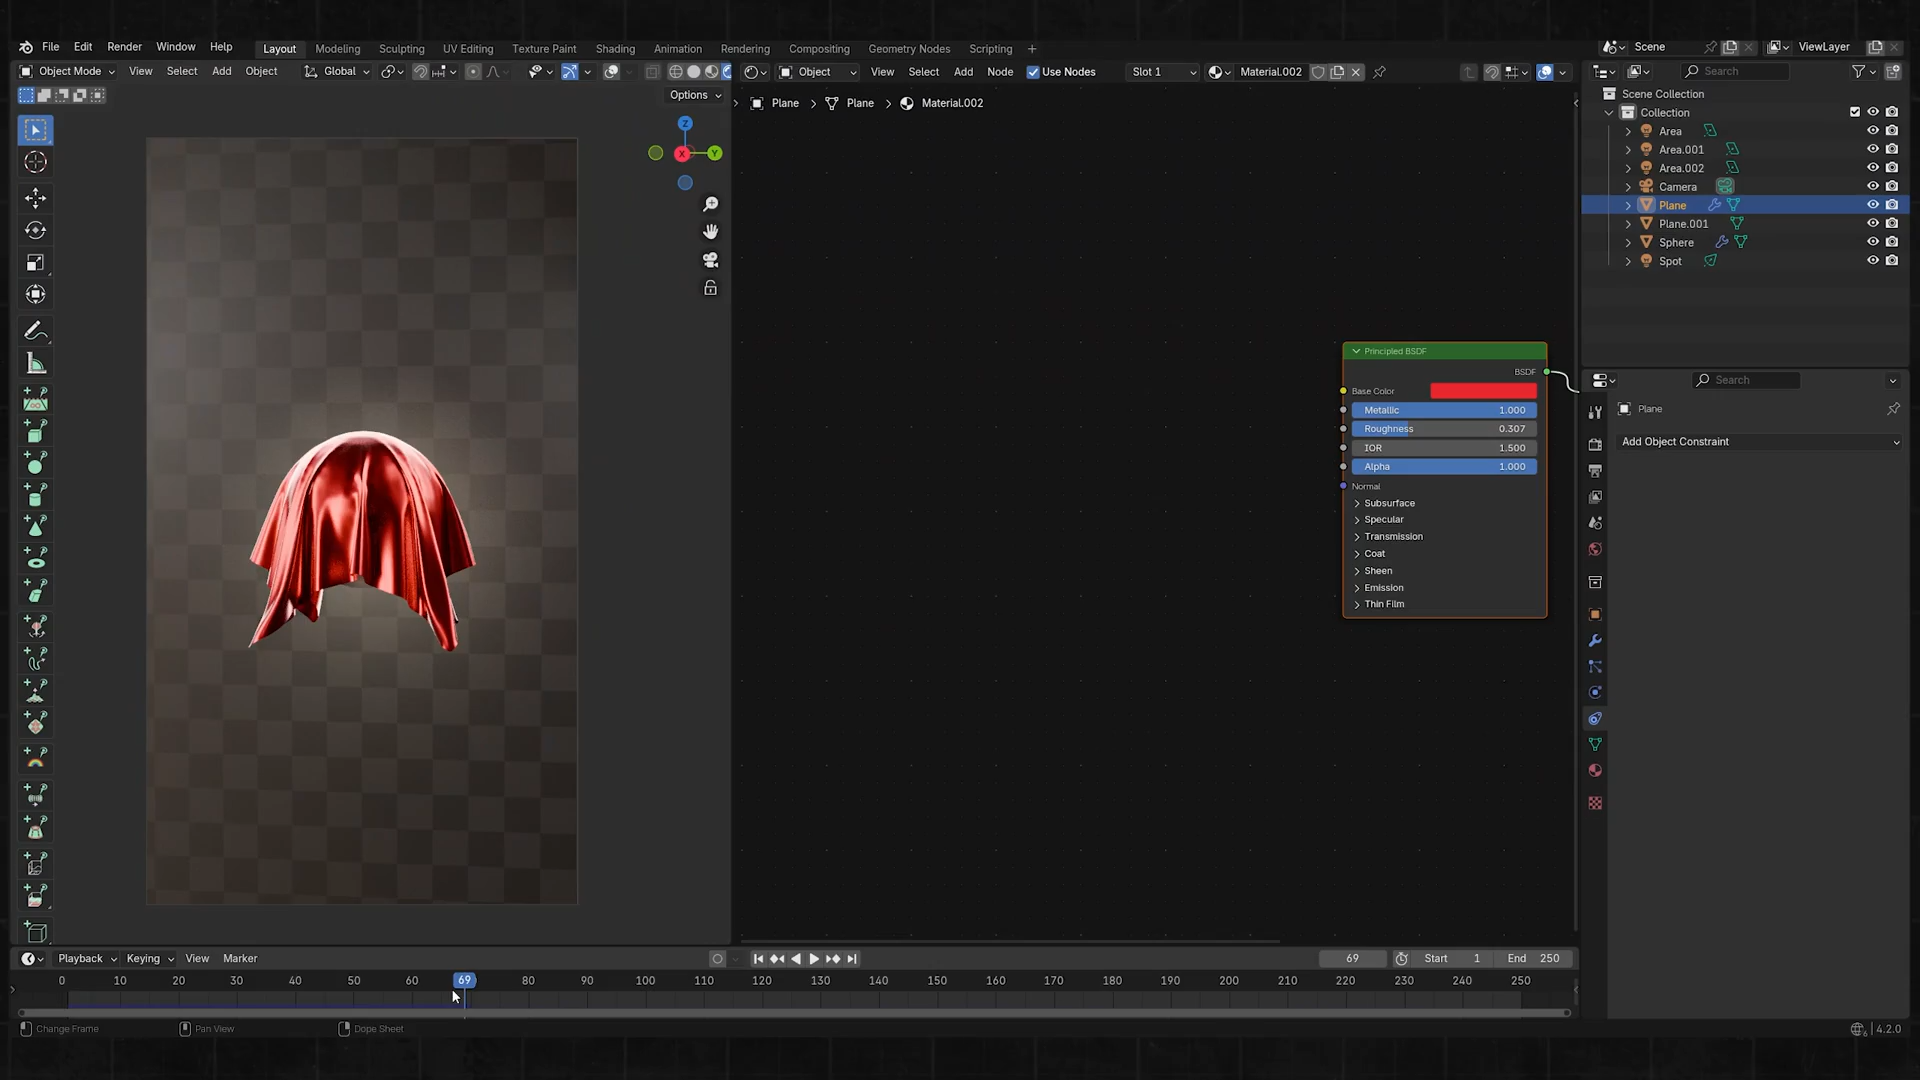 File Edit Render Window Help Layout Modeling Sculpting UV Editing Texture Paint Shading Animation Rendering Compositing Geometry Nodes Scripting + Scene ViewLayer
Object Mode View Select Add Object Global Object View Select Add Node Use Nodes Slot 1 Material.002 Search
Options
Z
X Y
Plane > Plane > Material.002
Scene Collection
Collection
Area
Area.001
Area.002
Camera
Plane
Plane.001
Sphere
Spot
Principled BSDF
BSDF
Base Color
Metallic 1.000
Roughness 0.307
IOR 1.500
Alpha 1.000
Normal
Subsurface
Specular
Transmission
Coat
Sheen
Emission
Thin Film
Search
Plane
Add Object Constraint
Playback Keying View Marker 69 Start 1 End 250
0 10 20 30 40 50 60 69 80 90 100 110 120 130 140 150 160 170 180 190 200 210 220 230 240 250
Change Frame Pan View Dope Sheet 4.2.0